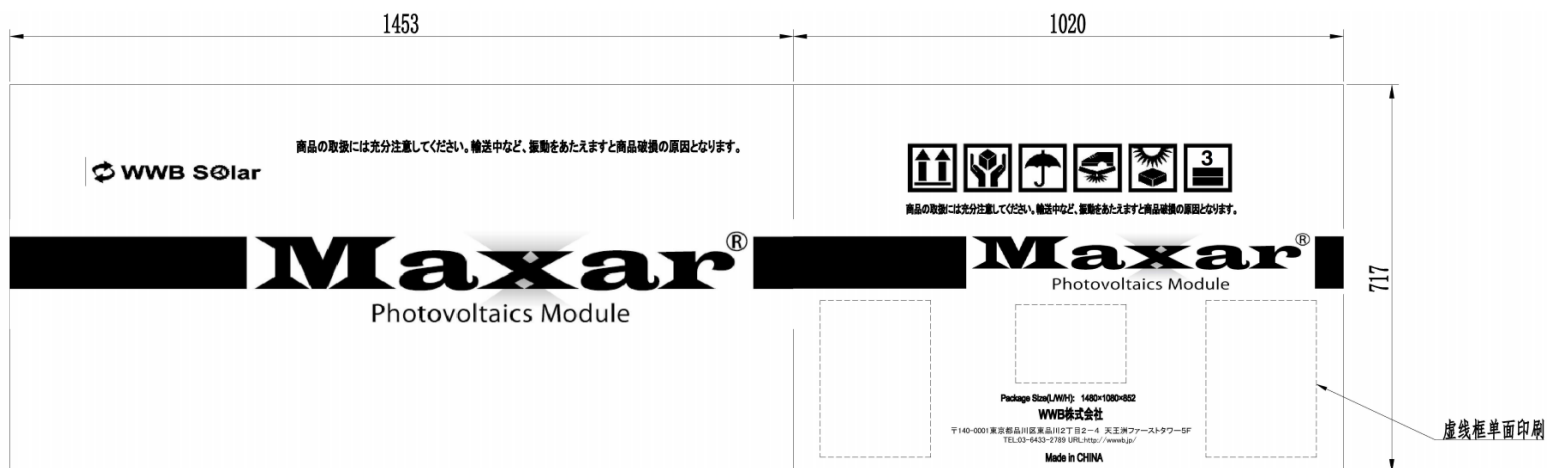 1453
1020
商品の取扱には充分注意してください。輸送中など、振動をあたえますと商品破損の原因となります。
WWB SOlar
3
商品の取扱には充分注意してください。輸送中など、振動をあたえますと商品破損の原因となります。
Maxar®
Photovoltaics Module
Maxar®
Photovoltaics Module
717
Package Size(L/W/H): 1480×1080×852
WWB株式会社
〒140-0001東京都品川区東品川2丁目2-4 天王洲ファーストタワー5F
TEL:03-6433-2789 URL:http://wwwb.jp/
Made in CHINA
虚线框单面印刷